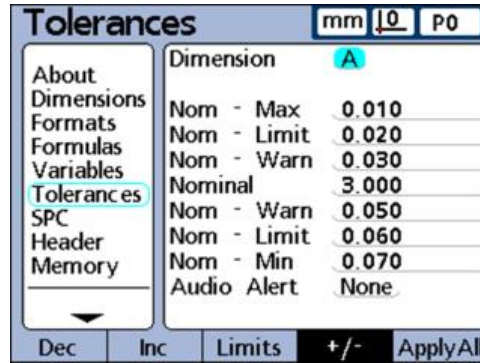 Tolerances mm 0 P0
About
Dimensions
Formats
Formulas
Variables
Tolerances
SPC
Header
Memory
Dimension A
Nom - Max 0.010
Nom - Limit 0.020
Nom - Warn 0.030
Nominal 3.000
Nom - Warn 0.050
Nom - Limit 0.060
Nom - Min 0.070
Audio Alert None
Dec Inc Limits +/- ApplyAl